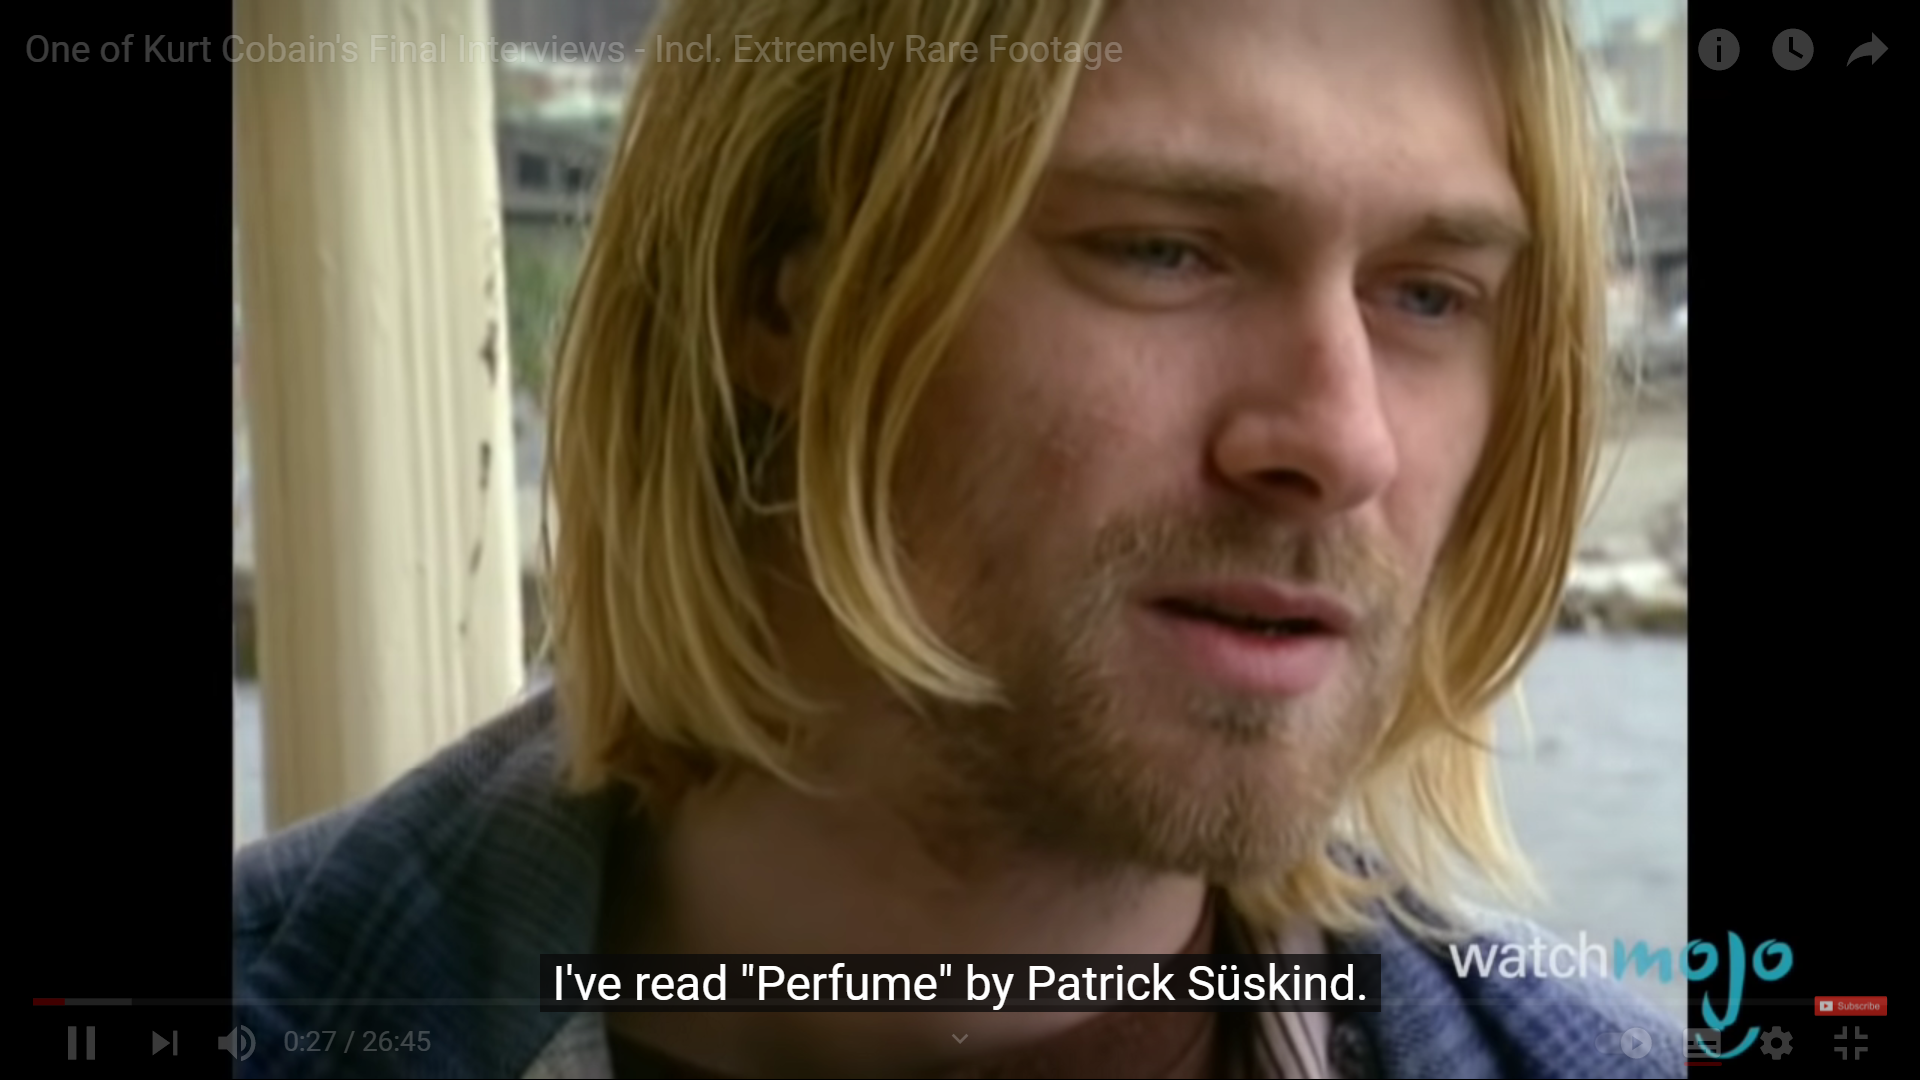 One of Kurt Cobain's Final Interviews - Incl. Extremely Rare Footage
I've read "Perfume" by Patrick Süskind.
watchmojo
Subscribe
0:27 / 26:45